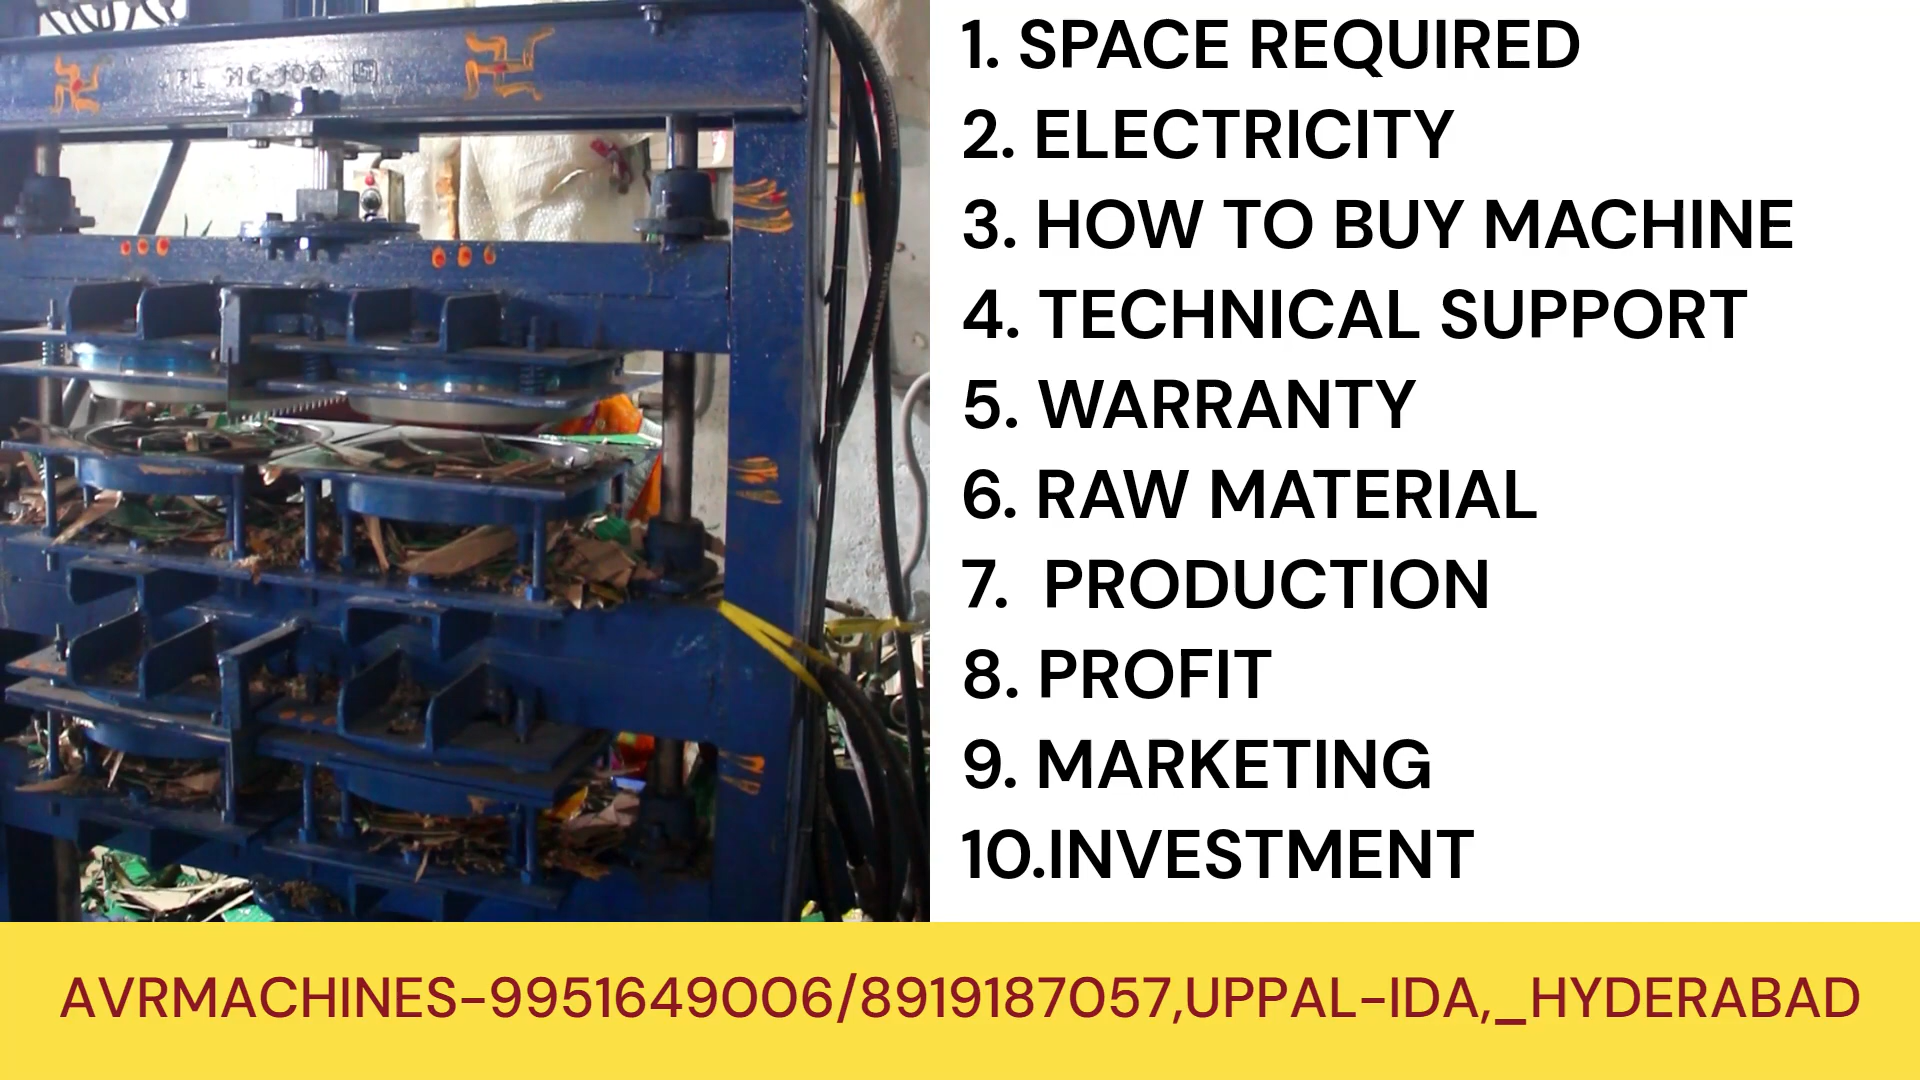 1. SPACE REQUIRED
2. ELECTRICITY
3. HOW TO BUY MACHINE
4. TECHNICAL SUPPORT
5. WARRANTY
6. RAW MATERIAL
7. PRODUCTION
8. PROFIT
9. MARKETING
10.INVESTMENT
AVRMACHINES-9951649006/8919187057,UPPAL-IDA,_HYDERABAD